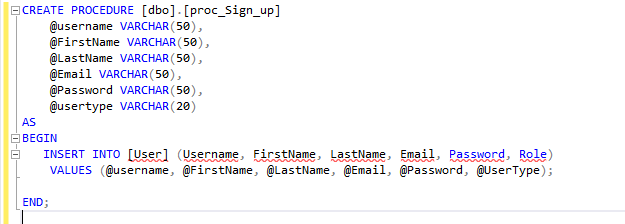 CREATE PROCEDURE [dbo].[proc_Sign_up]
@username VARCHAR(50),
@FirstName VARCHAR(50),
@LastName VARCHAR(50),
@Email VARCHAR(50),
@Password VARCHAR(50),
@usertype VARCHAR(20)
AS
BEGIN
INSERT INTO [User] (Username, FirstName, LastName, Email, Password, Role)
VALUES (@username, @FirstName, @LastName, @Email, @Password, @UserType);
END;